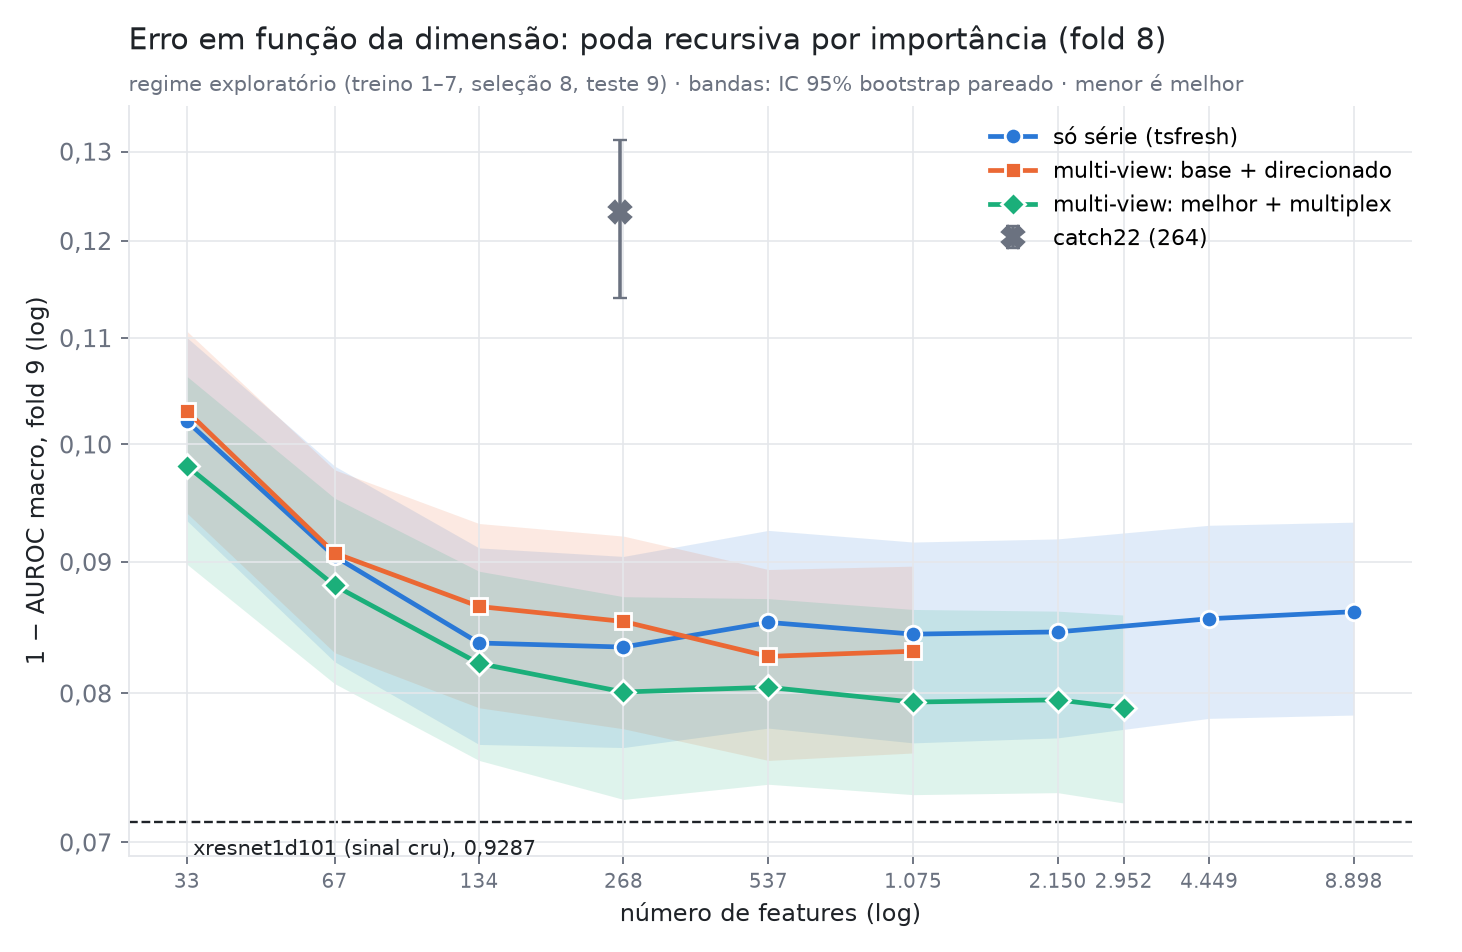 Erro em função da dimensão: poda recursiva por importância (fold 8)
regime exploratório (treino 1–7, seleção 8, teste 9) · bandas: IC 95% bootstrap pareado · menor é melhor
só série (tsfresh)
multi-view: base + direcionado
multi-view: melhor + multiplex
catch22 (264)
1 − AUROC macro, fold 9 (log)
0,13
0,12
0,11
0,10
0,09
0,08
0,07
xresnet1d101 (sinal cru), 0,9287
33 67 134 268 537 1.075 2.150 2.952 4.449 8.898
número de features (log)